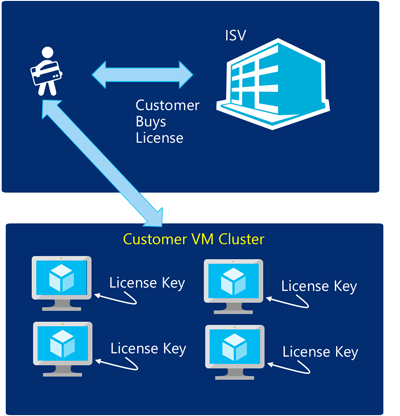 ISV
Customer
Buys
License
Customer VM Cluster
License Key
License Key
License Key
License Key